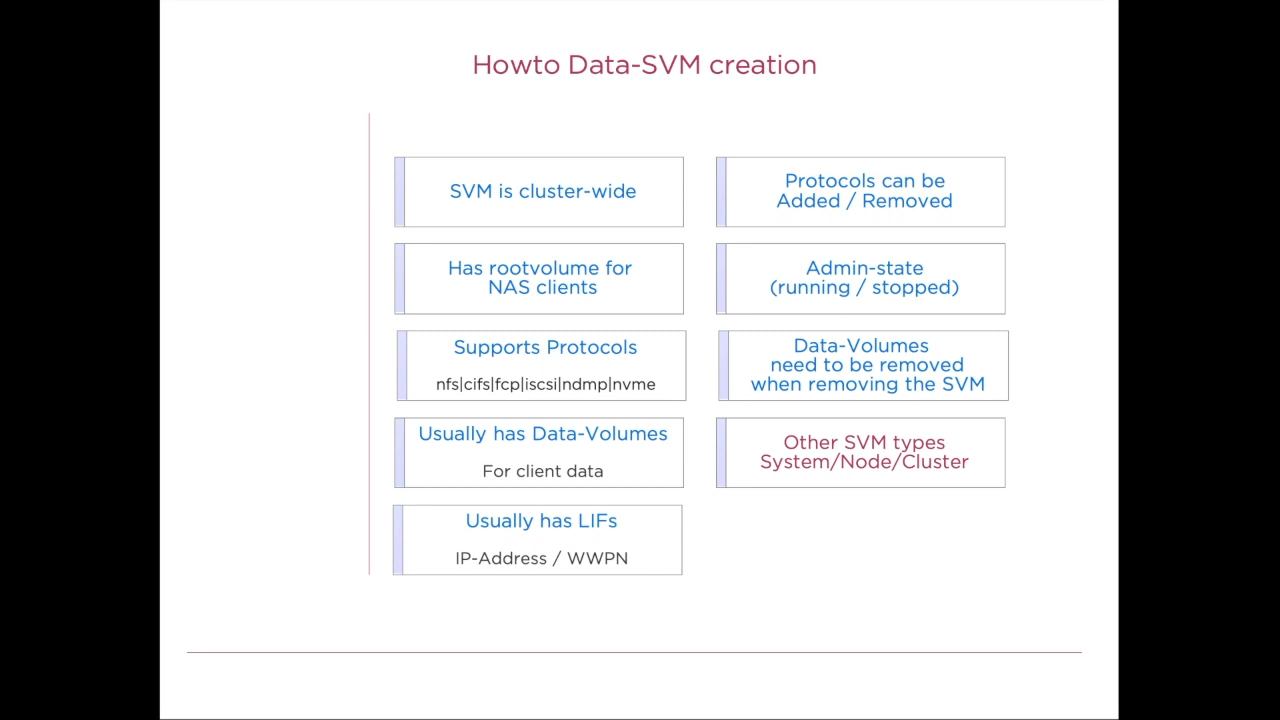 Howto Data-SVM creation
SVM is cluster-wide
Has rootvolume for
NAS clients
Supports Protocols
nfs|cifs|fcp|iscsi|ndmp|nvme
Usually has Data-Volumes
For client data
Usually has LIFs
IP-Address / WWPN
Protocols can be
Added / Removed
Admin-state
(running / stopped)
Data-Volumes
need to be removed
when removing the SVM
Other SVM types
System/Node/Cluster